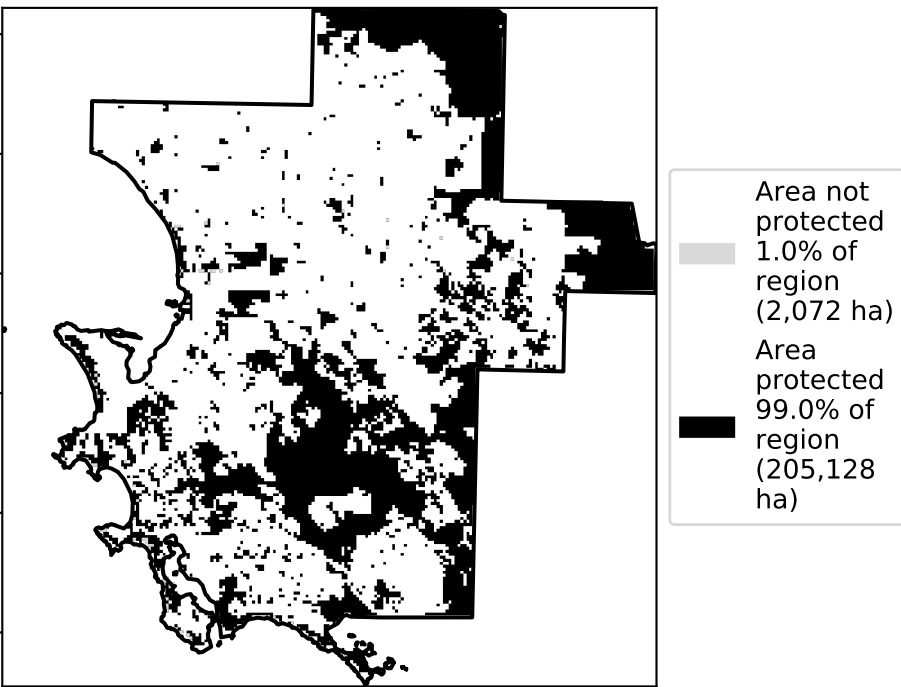 Area not
protected
1.0% of
region
(2,072 ha)
Area
protected
99.0% of
region
(205,128
ha)